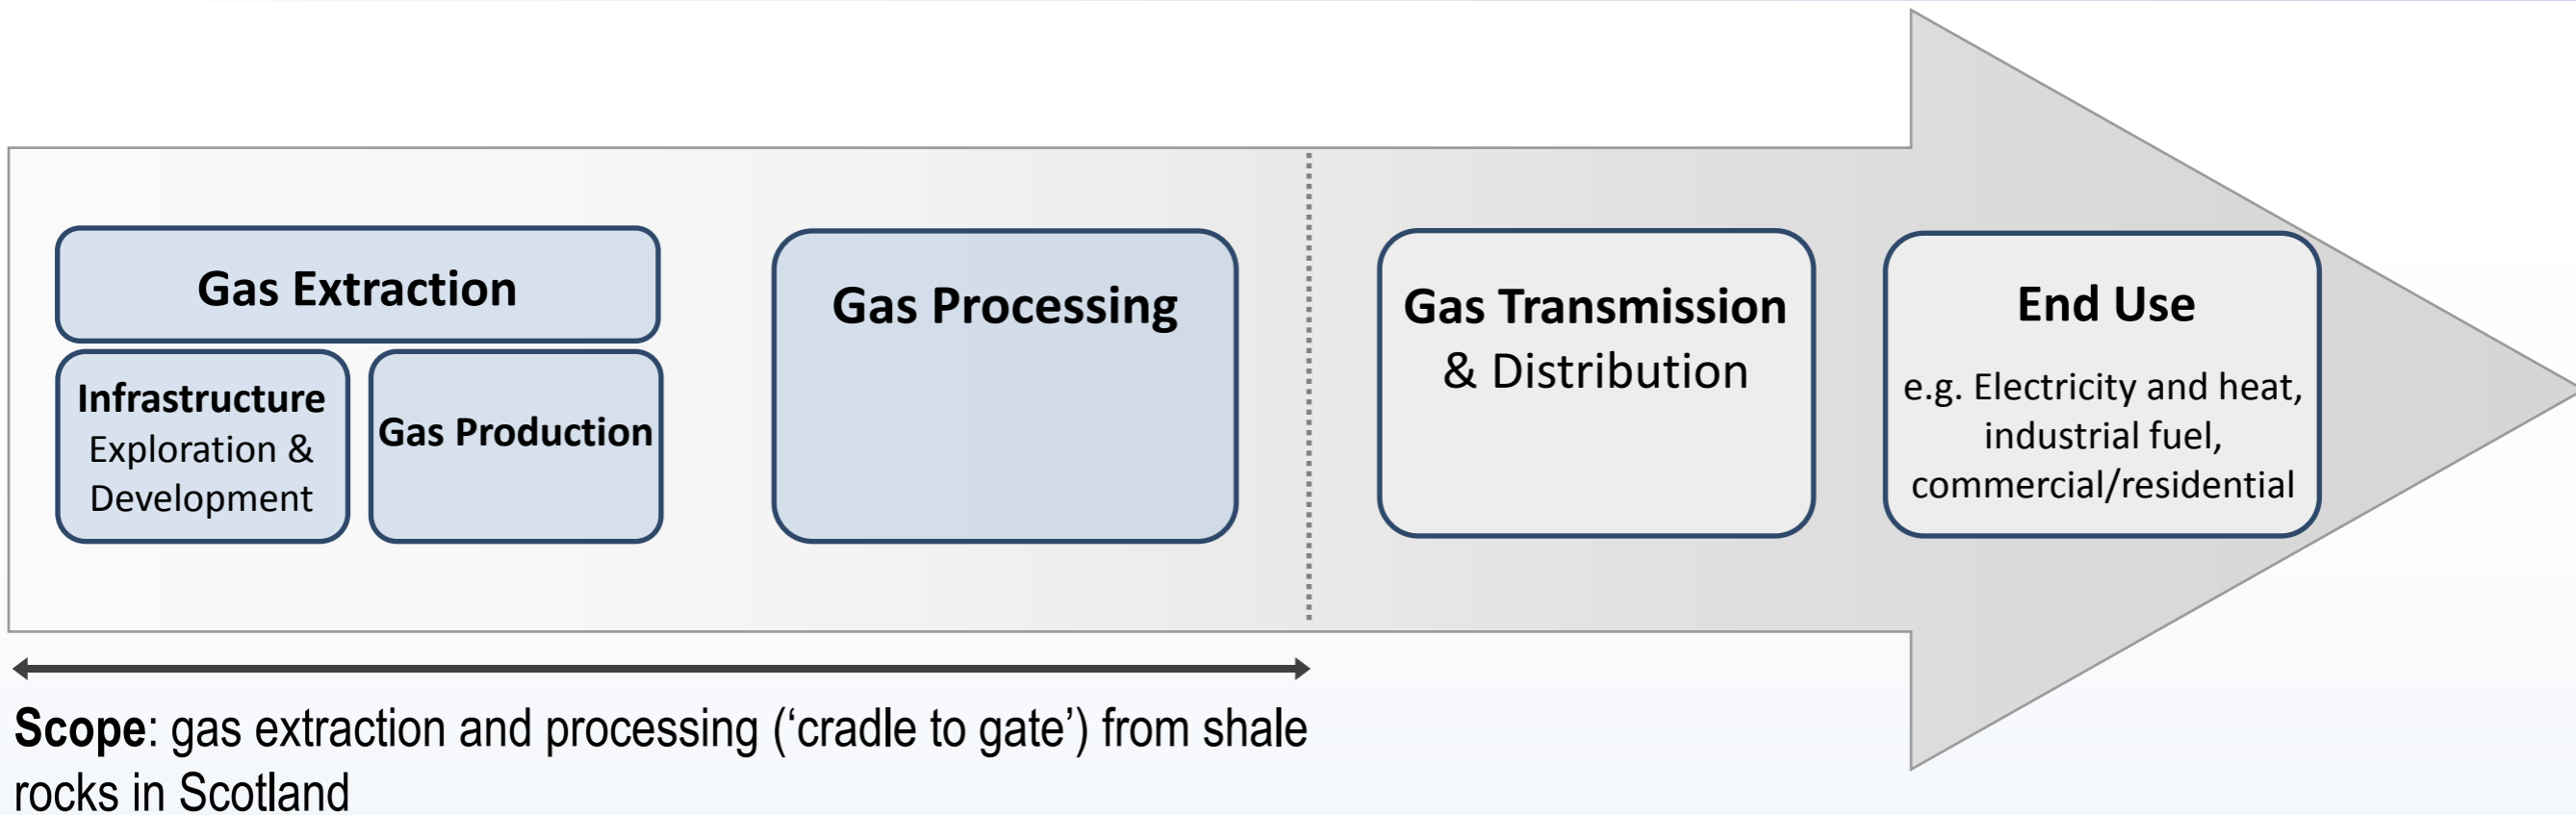 Gas Extraction
Infrastructure
Exploration &
Development
Gas Production
Gas Processing
Gas Transmission
& Distribution
End Use
e.g. Electricity and heat,
industrial fuel,
commercial/residential
Scope: gas extraction and processing (‘cradle to gate’) from shale
rocks in Scotland